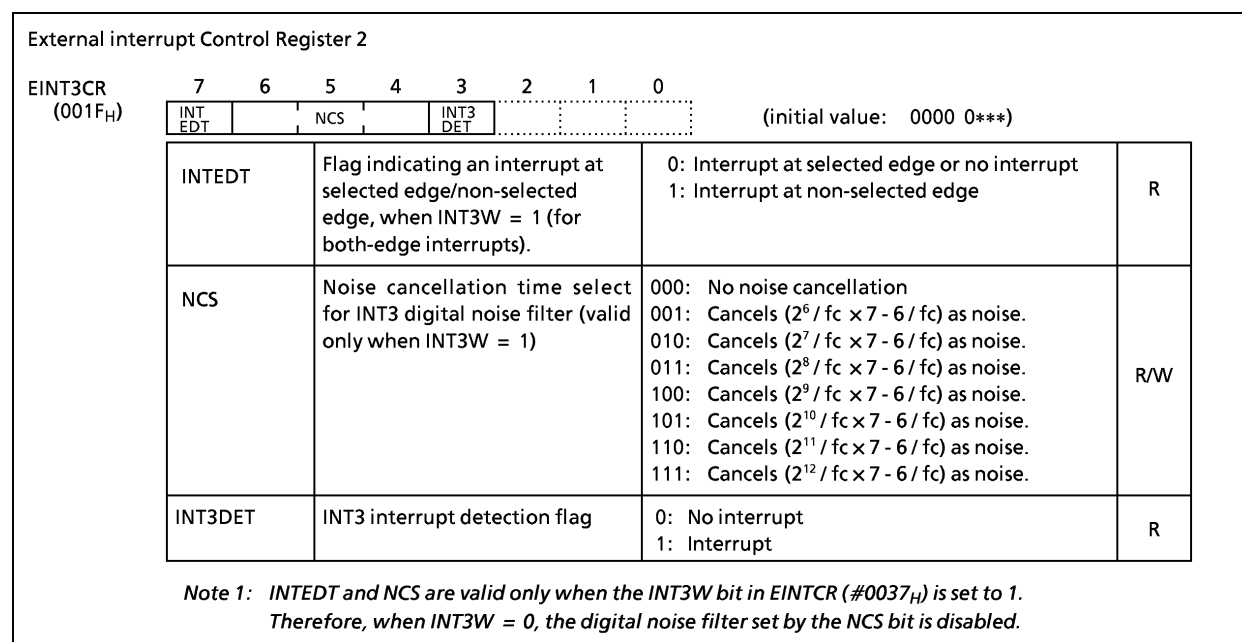 External interrupt Control Register 2
EINT3CR 7 6 5 4 3 2 1 0
(001FH) INT EDT NCS INT3 DET (initial value: 0000 0***)
INTEDT Flag indicating an interrupt at 0: Interrupt at selected edge or no interrupt R
selected edge/non-selected 1: Interrupt at non-selected edge
edge, when INT3W = 1 (for
both-edge interrupts).
NCS Noise cancellation time select 000: No noise cancellation R/W
for INT3 digital noise filter (valid 001: Cancels (2⁶ / fc × 7 - 6 / fc) as noise.
only when INT3W = 1) 010: Cancels (2⁷ / fc × 7 - 6 / fc) as noise.
011: Cancels (2⁸ / fc × 7 - 6 / fc) as noise.
100: Cancels (2⁹ / fc × 7 - 6 / fc) as noise.
101: Cancels (2¹⁰ / fc × 7 - 6 / fc) as noise.
110: Cancels (2¹¹ / fc × 7 - 6 / fc) as noise.
111: Cancels (2¹² / fc × 7 - 6 / fc) as noise.
INT3DET INT3 interrupt detection flag 0: No interrupt R
1: Interrupt
Note 1: INTEDT and NCS are valid only when the INT3W bit in EINTCR (#0037H) is set to 1.
Therefore, when INT3W = 0, the digital noise filter set by the NCS bit is disabled.